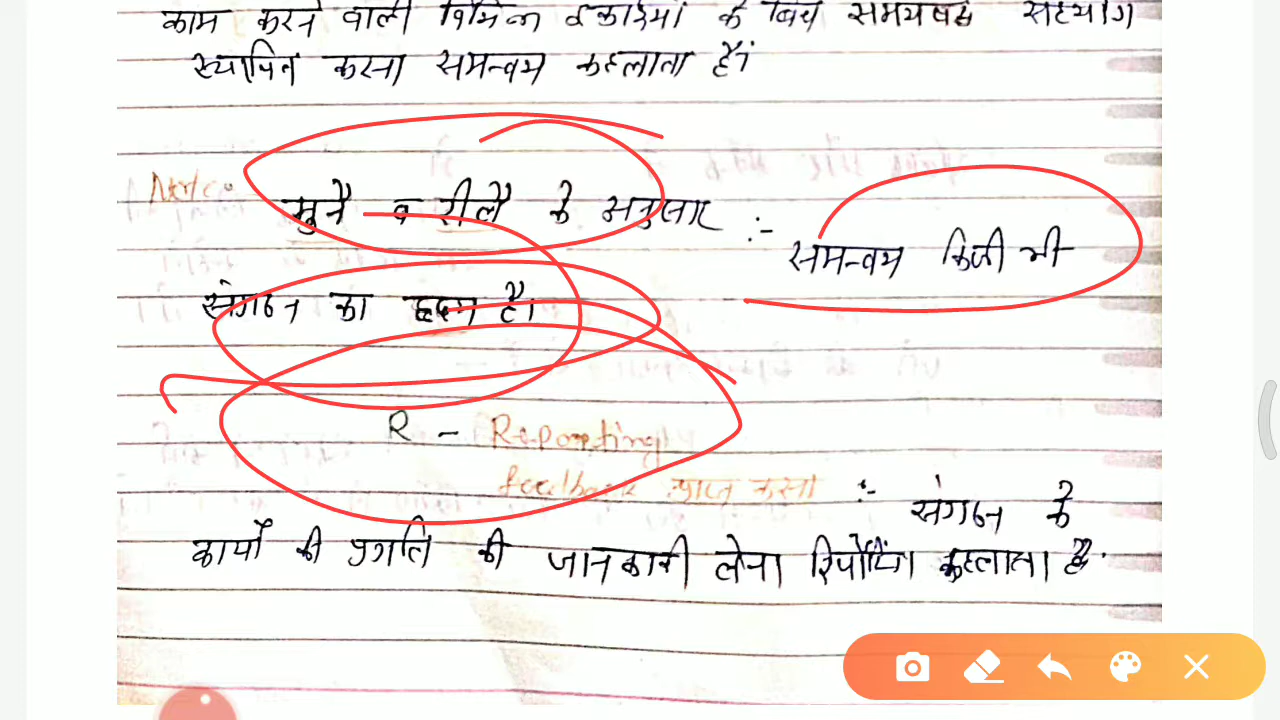 काम करने वाली विभिन्न इकाइयों के बिच समयबद्ध सहयोग
स्थापित करना समन्वय कहलाता है।
Note
मुनै व रीले के अनुसार :- समन्वय किजी भी
संगठन का हृदय है।
R - Reporting
feedback प्राप्त करना :- संगठन के
कार्यों की प्रगति की जानकारी लेना रिपोर्टिंग कहलाता है.